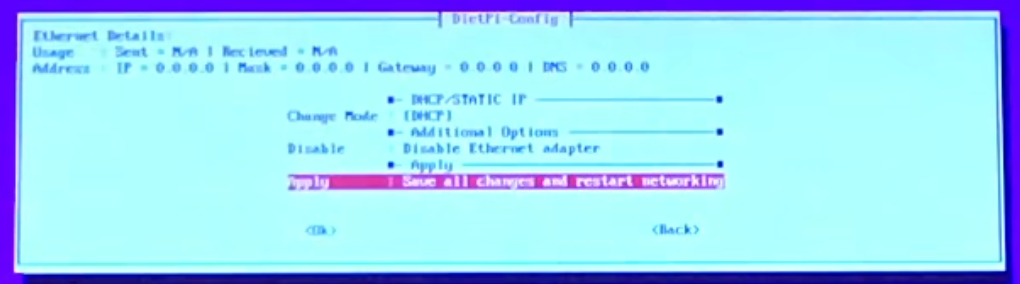 DietPi-Config
Ethernet Details:
Usage : Sent = N/A | Recieved = N/A
Address : IP = 0.0.0.0 | Mask = 0.0.0.0 | Gateway = 0.0.0.0 | DNS = 0.0.0.0
DHCP/STATIC IP
Change Mode : [DHCP]
Additional Options
Disable : Disable Ethernet adapter
Apply
Apply : Save all changes and restart networking
<Ok> <Back>